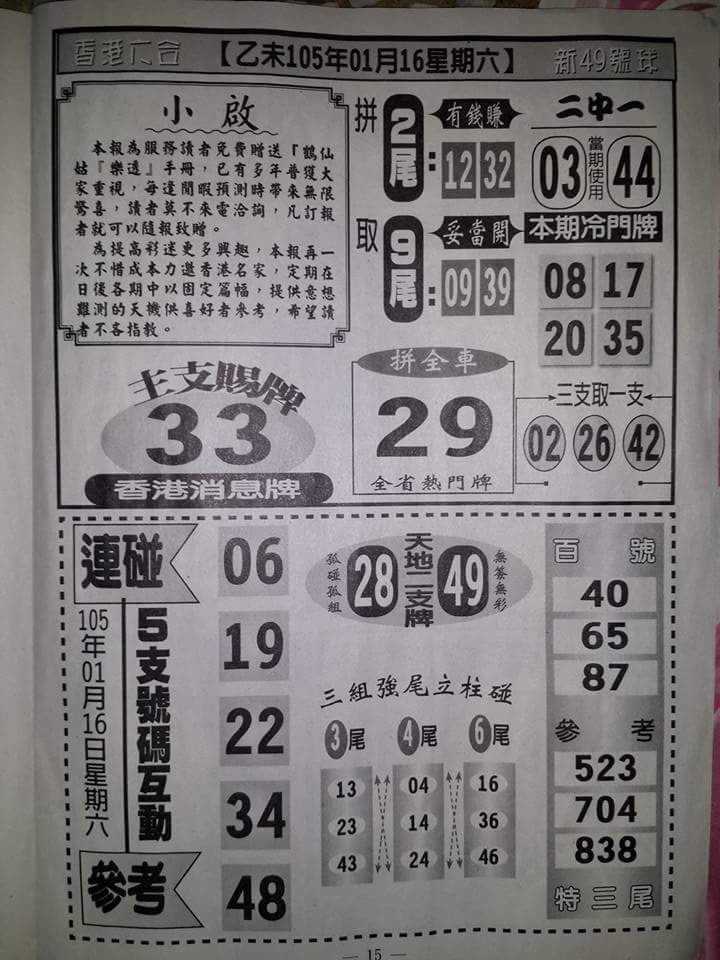 香港六合 【乙未105年01月16星期六】 新49號球
小啟
本報為服務讀者免費贈送「鶴仙
姑『樂透』手冊，已有多年普獲大
家重視，每逢開暇預測時帶來無限
驚喜，讀者莫不來電洽詢，凡訂報
者就可以隨報致贈。
為提高彩迷更多興趣，本報再一
次不惜成本力邀香港名家，定期在
日後各期中以固定篇幅，提供意想
難測的天機供喜好者參考，希望讀
者不吝指教。
拼
2尾：
有錢賺
12 32
取
9尾：
妥當開
09 39
二中一
03 當期使用 44
本期冷門牌
08 17
20 35
主支賜牌
33
香港消息牌
拼全車
29
全省熱門牌
三支取一支
02 26 42
連碰
105年01月16日星期六
5支號碼互動
參考
06
19
22
34
48
孤碰孤組
28
天地二支牌
49
無簽無彩
三組強尾立柱碰
3尾 4尾 6尾
13 04 16
23 14 36
43 24 46
百號
40
65
87
參考
523
704
838
特三尾
— 15 —